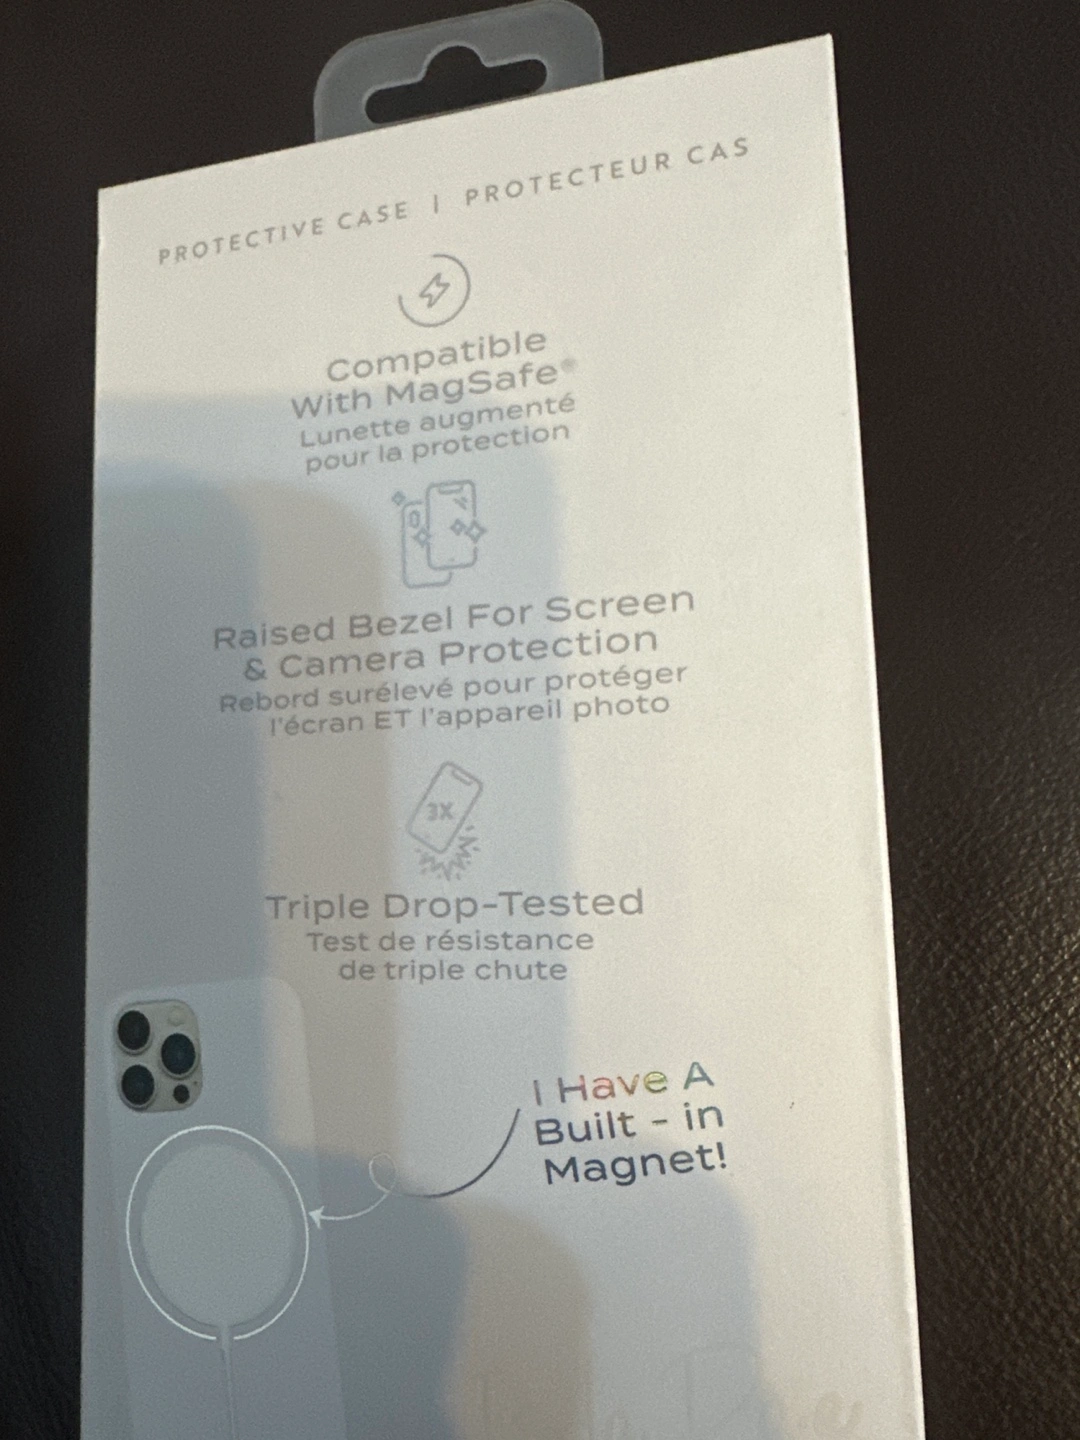 PROTECTIVE CASE | PROTECTEUR CAS
Compatible
With MagSafe®
Lunette augmenté
pour la protection
Raised Bezel For Screen
& Camera Protection
Rebord surélevé pour protéger
l'écran ET l'appareil photo
3X
Triple Drop-Tested
Test de résistance
de triple chute
I Have A
Built - in
Magnet!